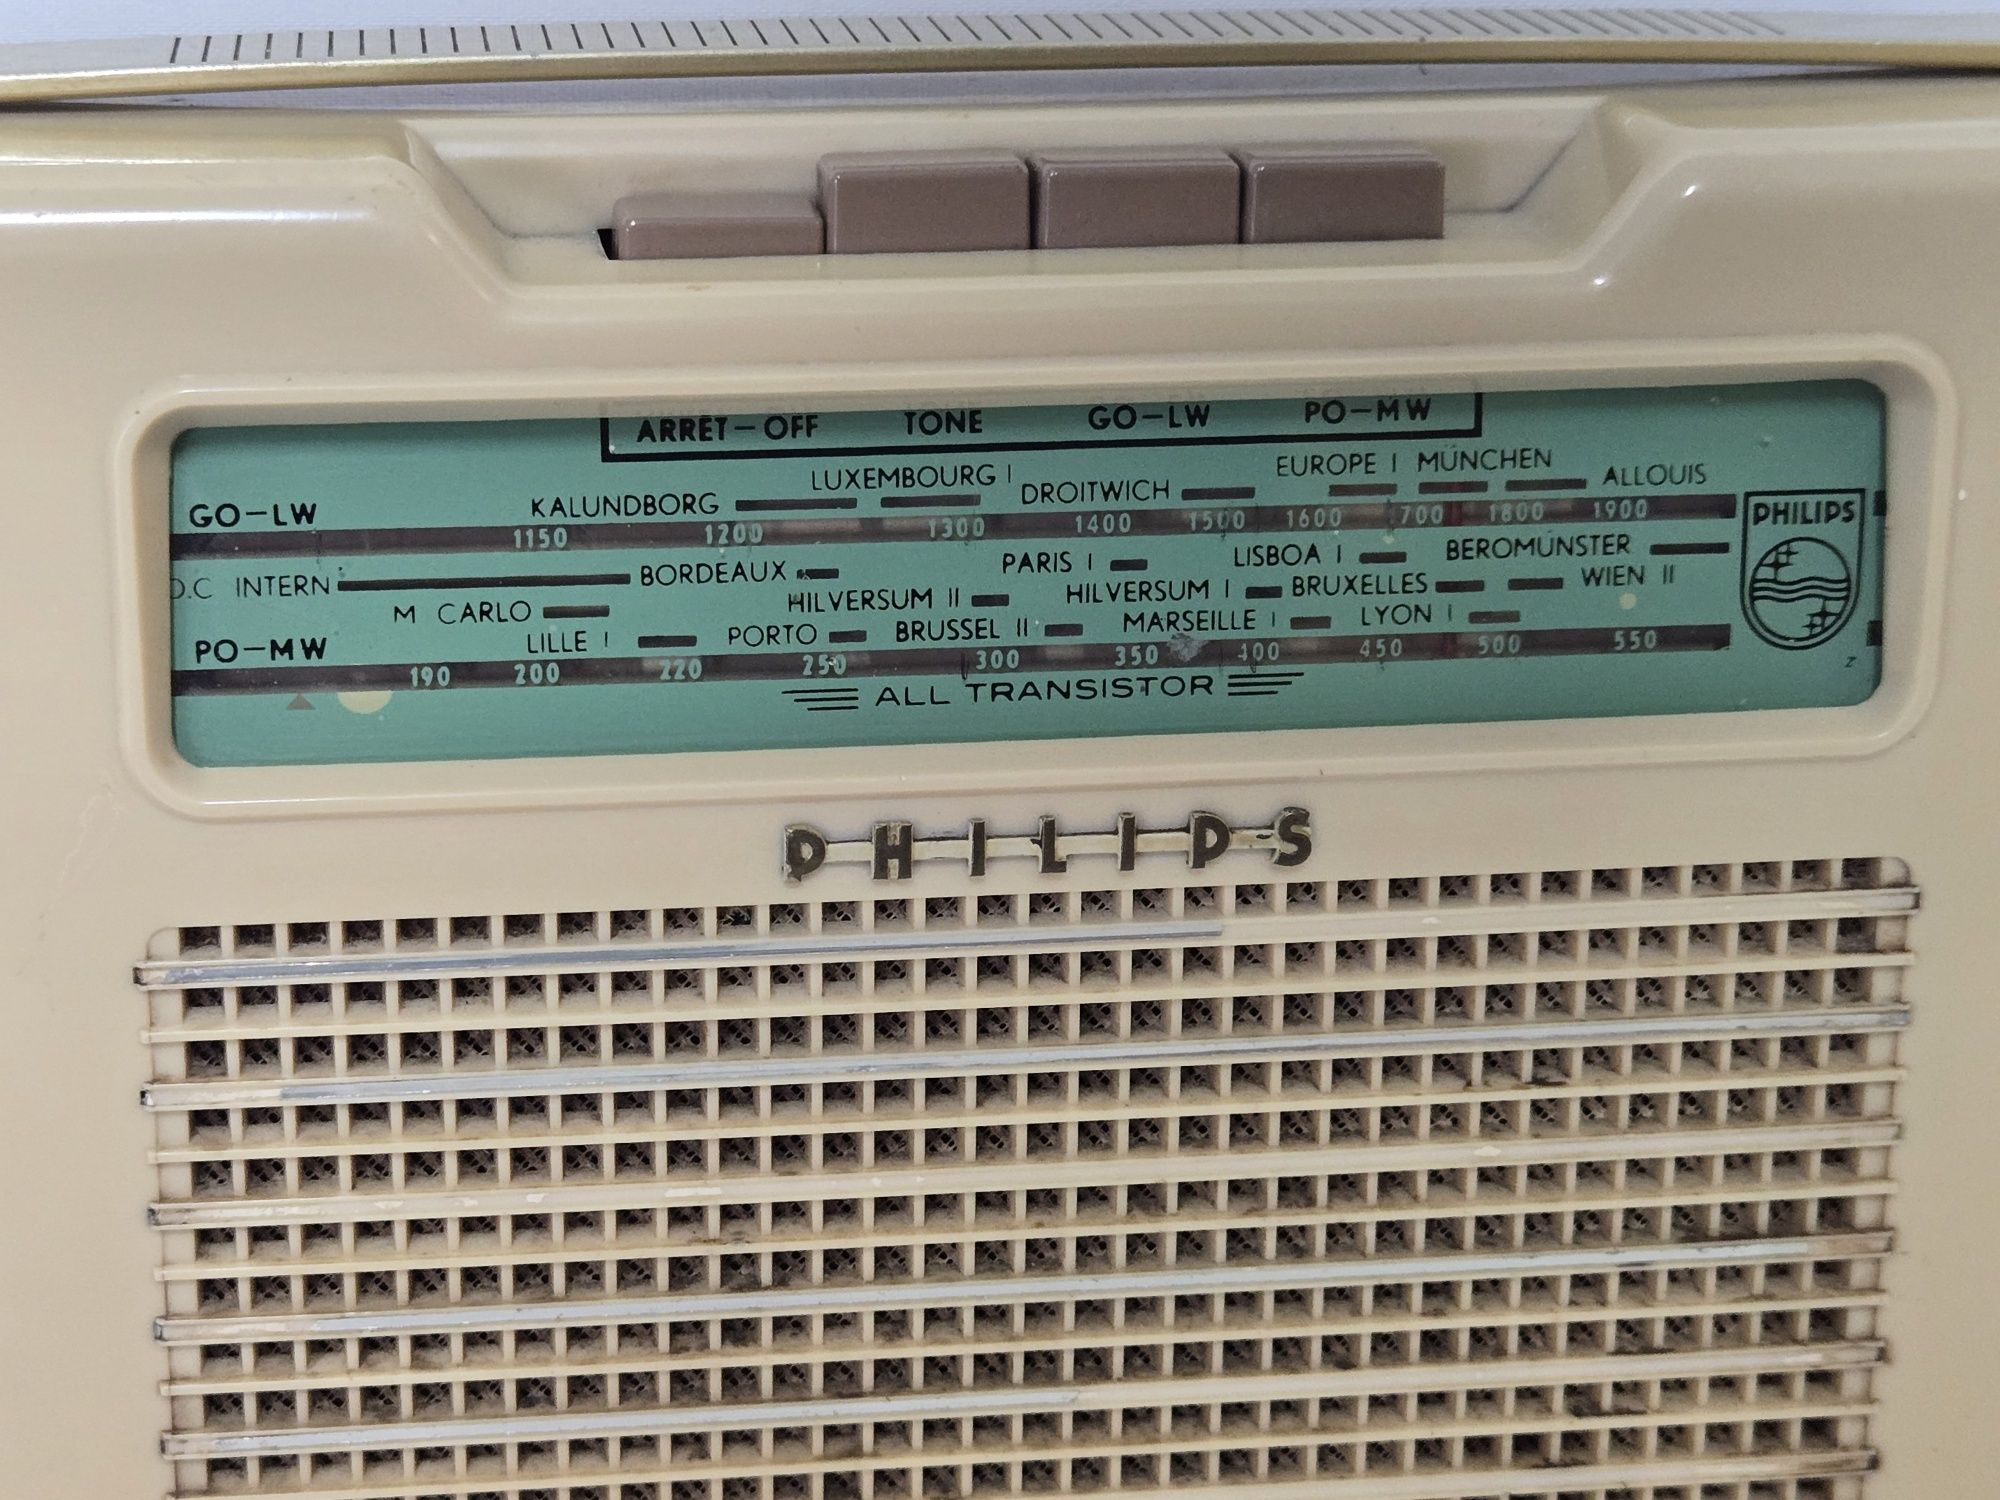 ARRÊT—OFF TONE GO—LW PO—MW
LUXEMBOURG I EUROPE I MÜNCHEN
GO—LW KALUNDBORG DROITWICH ALLOUIS
1150 1200 1300 1400 1500 1600 700 1800 1900
PHILIPS
O.C INTERN BORDEAUX PARIS I LISBOA I BEROMÜNSTER
M CARLO HILVERSUM II HILVERSUM I BRUXELLES WIEN II
PO—MW LILLE I PORTO BRUSSEL II MARSEILLE I LYON I
190 200 220 250 300 350 400 450 500 550
ALL TRANSISTOR
Z
PHILIPS